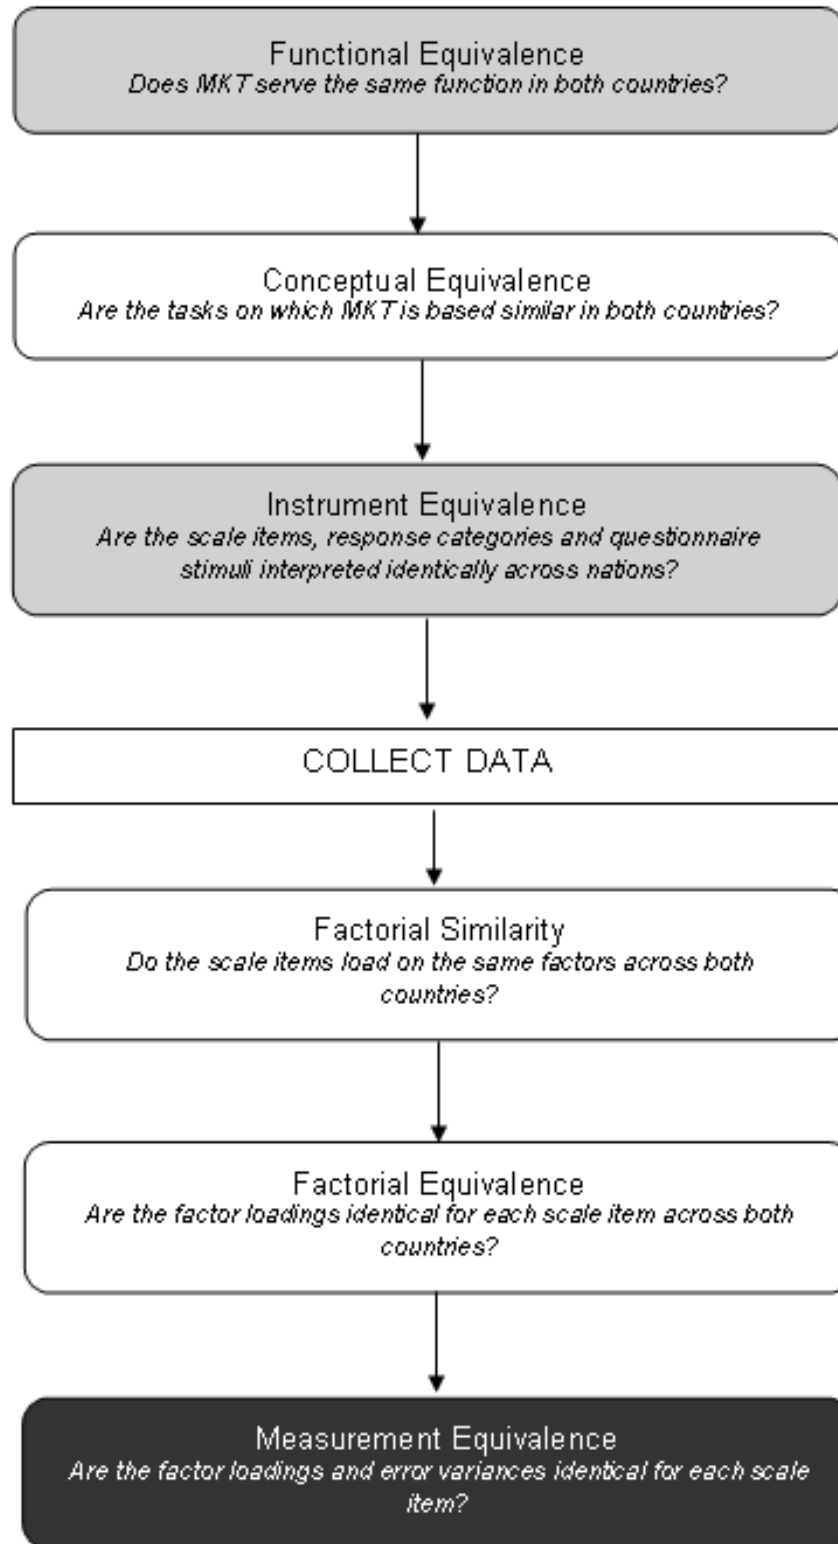 Functional Equivalence
Does MKT serve the same function in both countries?
Conceptual Equivalence
Are the tasks on which MKT is based similar in both countries?
Instrument Equivalence
Are the scale items, response categories and questionnaire
stimuli interpreted identically across nations?
COLLECT DATA
Factorial Similarity
Do the scale items load on the same factors across both
countries?
Factorial Equivalence
Are the factor loadings identical for each scale item across both
countries?
Measurement Equivalence
Are the factor loadings and error variances identical for each scale
item?